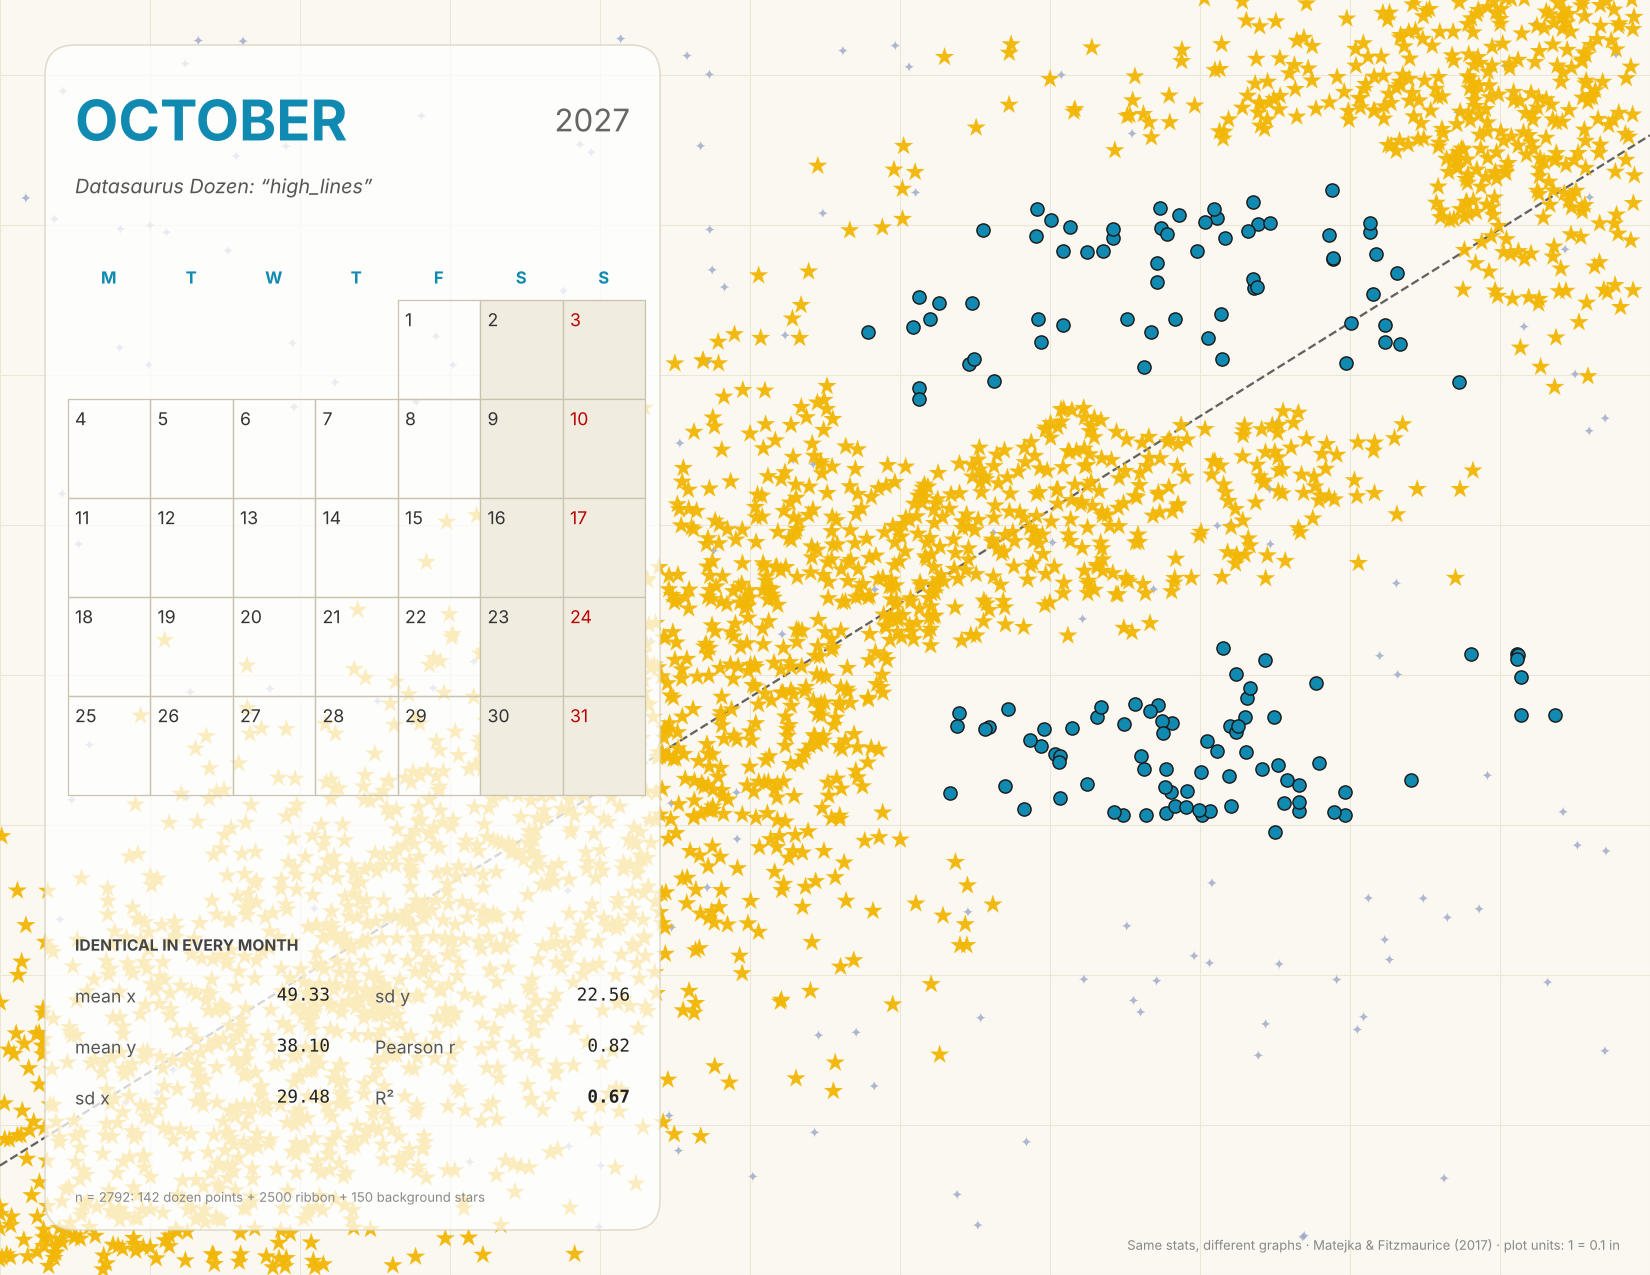 OCTOBER 2027
Datasaurus Dozen: “high_lines”
M T W T F S S
1 2 3
4 5 6 7 8 9 10
11 12 13 14 15 16 17
18 19 20 21 22 23 24
25 26 27 28 29 30 31
IDENTICAL IN EVERY MONTH
mean x 49.33 sd y 22.56
mean y 38.10 Pearson r 0.82
sd x 29.48 R² 0.67
n = 2792: 142 dozen points + 2500 ribbon + 150 background stars
Same stats, different graphs · Matejka & Fitzmaurice (2017) · plot units: 1 = 0.1 in